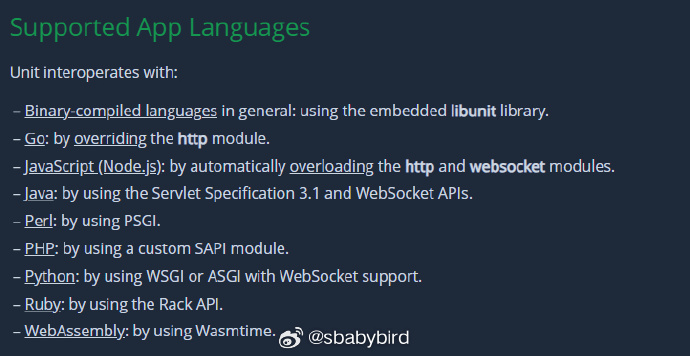 Supported App Languages
Unit interoperates with:
– Binary-compiled languages in general: using the embedded libunit library.
– Go: by overriding the http module.
– JavaScript (Node.js): by automatically overloading the http and websocket modules.
– Java: by using the Servlet Specification 3.1 and WebSocket APIs.
– Perl: by using PSGI.
– PHP: by using a custom SAPI module.
– Python: by using WSGI or ASGI with WebSocket support.
– Ruby: by using the Rack API.
– WebAssembly: by using Wasmtime.
@sbabybird